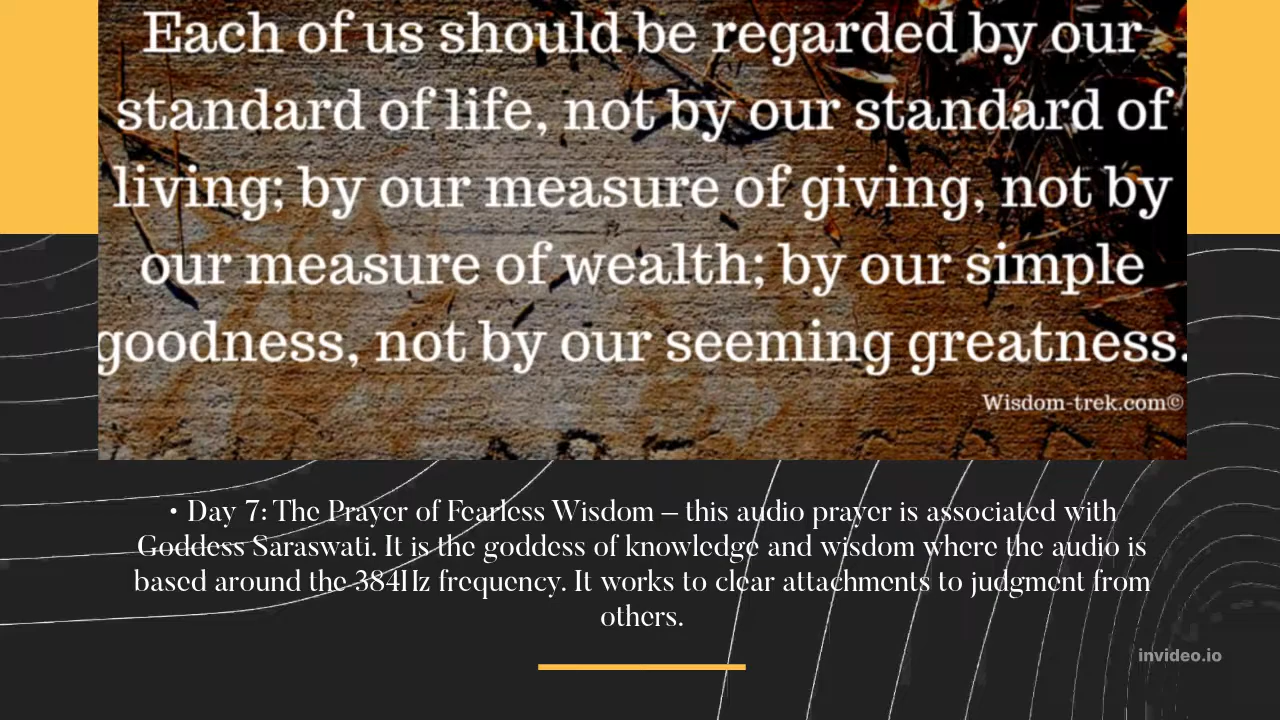 Each of us should be regarded by our
standard of life, not by our standard of
living; by our measure of giving, not by
our measure of wealth; by our simple
goodness, not by our seeming greatness.
Wisdom-trek.com©
• Day 7: The Prayer of Fearless Wisdom – this audio prayer is associated with
Goddess Saraswati. It is the goddess of knowledge and wisdom where the audio is
based around the 384Hz frequency. It works to clear attachments to judgment from
others.
invideo.io